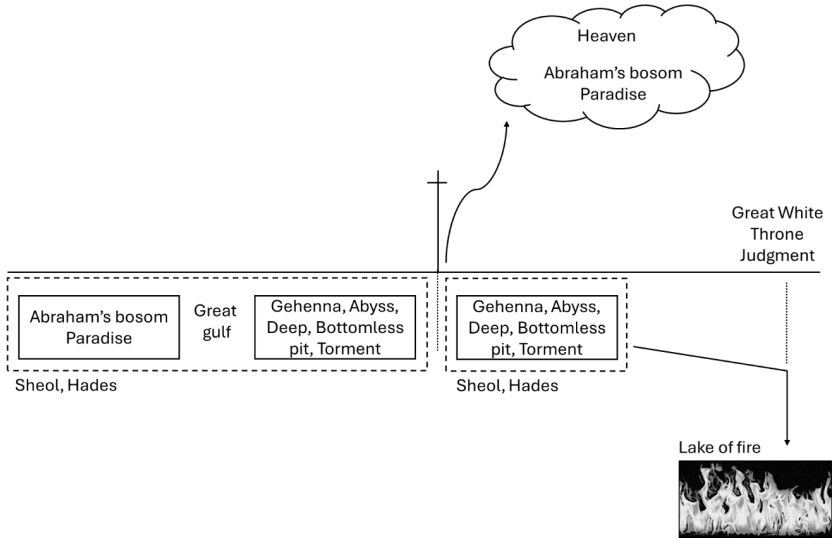 Heaven
Abraham’s bosom
Paradise
Great White
Throne
Judgment
Abraham’s bosom
Paradise
Great
gulf
Gehenna, Abyss,
Deep, Bottomless
pit, Torment
Gehenna, Abyss,
Deep, Bottomless
pit, Torment
Sheol, Hades
Sheol, Hades
Lake of fire